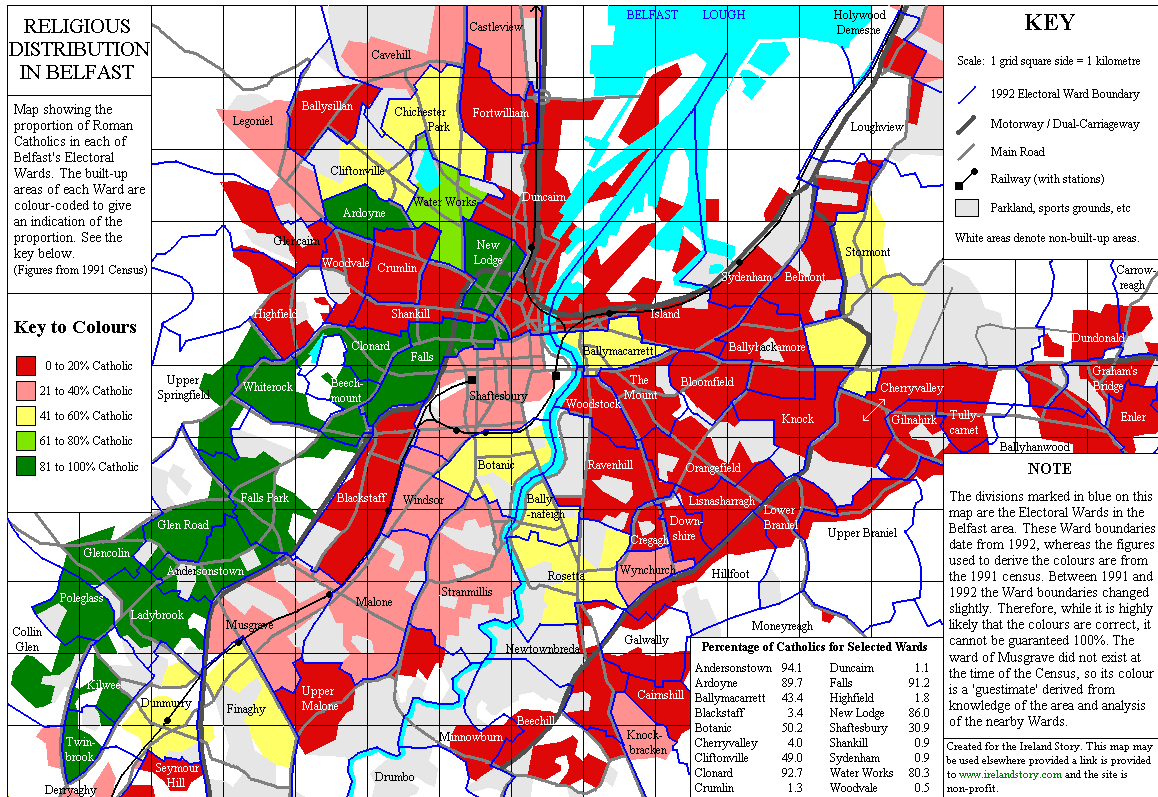 RELIGIOUS
DISTRIBUTION
IN BELFAST
Map showing the
proportion of Roman
Catholics in each of
Belfast's Electoral
Wards. The built-up
areas of each Ward are
colour-coded to give
an indication of the
proportion. See the
key below.
(Figures from 1991 Census)
Key to Colours
0 to 20% Catholic
21 to 40% Catholic
41 to 60% Catholic
61 to 80% Catholic
81 to 100% Catholic
BELFAST LOUGH
Castleview
Holywood
Demesne
Cavehill
Ballysillan
Legoniel
Chichester
Park
Fortwilliam
Loughview
Cliftonville
Water Works
Duncairn
Ardoyne
Glencairn
New
Lodge
Woodvale
Crumlin
Stormont
Sydenham
Belmont
Highfield
Shankill
Island
Clonard
Falls
Ballymacarrett
Ballyhackamore
Upper
Springfield
Whiterock
Beech-
mount
Shaftesbury
The
Mount
Bloomfield
Woodstock
Cherryvalley
Knock
Gilnahirk
Tully-
carnet
Carrow-
reagh
Dundonald
Graham's
Bridge
Enler
Ballyhanwood
Botanic
Ravenhill
Orangefield
Falls Park
Blackstaff
Windsor
Bally
-nafeigh
Lisnasharragh
Lower
Braniel
Upper Braniel
Glen Road
Down-
shire
Cregagh
Glencolin
Andersonstown
Rosetta
Wynchurch
Hillfoot
Poleglass
Ladybrook
Malone
Stranmillis
Musgrave
Moneyreagh
Collin
Glen
Galwally
Newtownbreda
Kilwee
Dunmurry
Finaghy
Upper
Malone
Cairnshill
Beechill
Minnowburn
Knock-
bracken
Twin-
brook
Seymour
Hill
Derryaghy
Drumbo
Percentage of Catholics for Selected Wards
Andersonstown 94.1 Duncairn 1.1
Ardoyne 89.7 Falls 91.2
Ballymacarrett 43.4 Highfield 1.8
Blackstaff 3.4 New Lodge 86.0
Botanic 50.2 Shaftesbury 30.9
Cherryvalley 4.0 Shankill 0.9
Cliftonville 49.0 Sydenham 0.9
Clonard 92.7 Water Works 80.3
Crumlin 1.3 Woodvale 0.5
KEY
Scale: 1 grid square side = 1 kilometre
1992 Electoral Ward Boundary
Motorway / Dual-Carriageway
Main Road
Railway (with stations)
Parkland, sports grounds, etc
White areas denote non-built-up areas.
NOTE
The divisions marked in blue on this
map are the Electoral Wards in the
Belfast area. These Ward boundaries
date from 1992, whereas the figures
used to derive the colours are from
the 1991 census. Between 1991 and
1992 the Ward boundaries changed
slightly. Therefore, while it is highly
likely that the colours are correct, it
cannot be guaranteed 100%. The
ward of Musgrave did not exist at
the time of the Census, so its colour
is a 'guestimate' derived from
knowledge of the area and analysis
of the nearby Wards.
Created for the Ireland Story. This map may
be used elsewhere provided a link is provided
to www.irelandstory.com and the site is
non-profit.